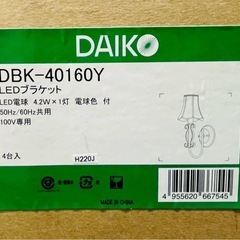 DAIKO
DBK-40160Y
LEDブラケット
LED電球 4.2W×1灯 電球色 付
50Hz/60Hz共用
100V専用
4台入
H220J
MADE IN CHINA
4 955620 667545